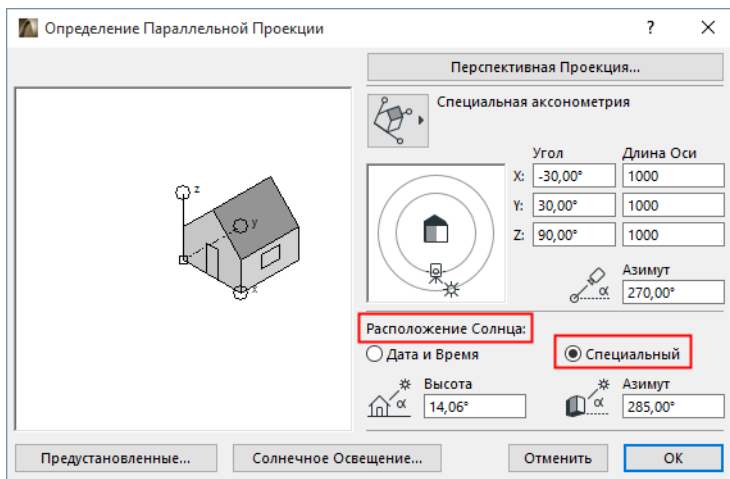 Определение Параллельной Проекции
?
Перспективная Проекция...
Специальная аксонометрия
Угол Длина Оси
X: -30,00° 1000
Y: 30,00° 1000
Z: 90,00° 1000
z
y
x
Азимут
α 270,00°
Расположение Солнца:
Дата и Время Специальный
Высота Азимут
α 14,06° α 285,00°
Предустановленные... Солнечное Освещение... Отменить OK